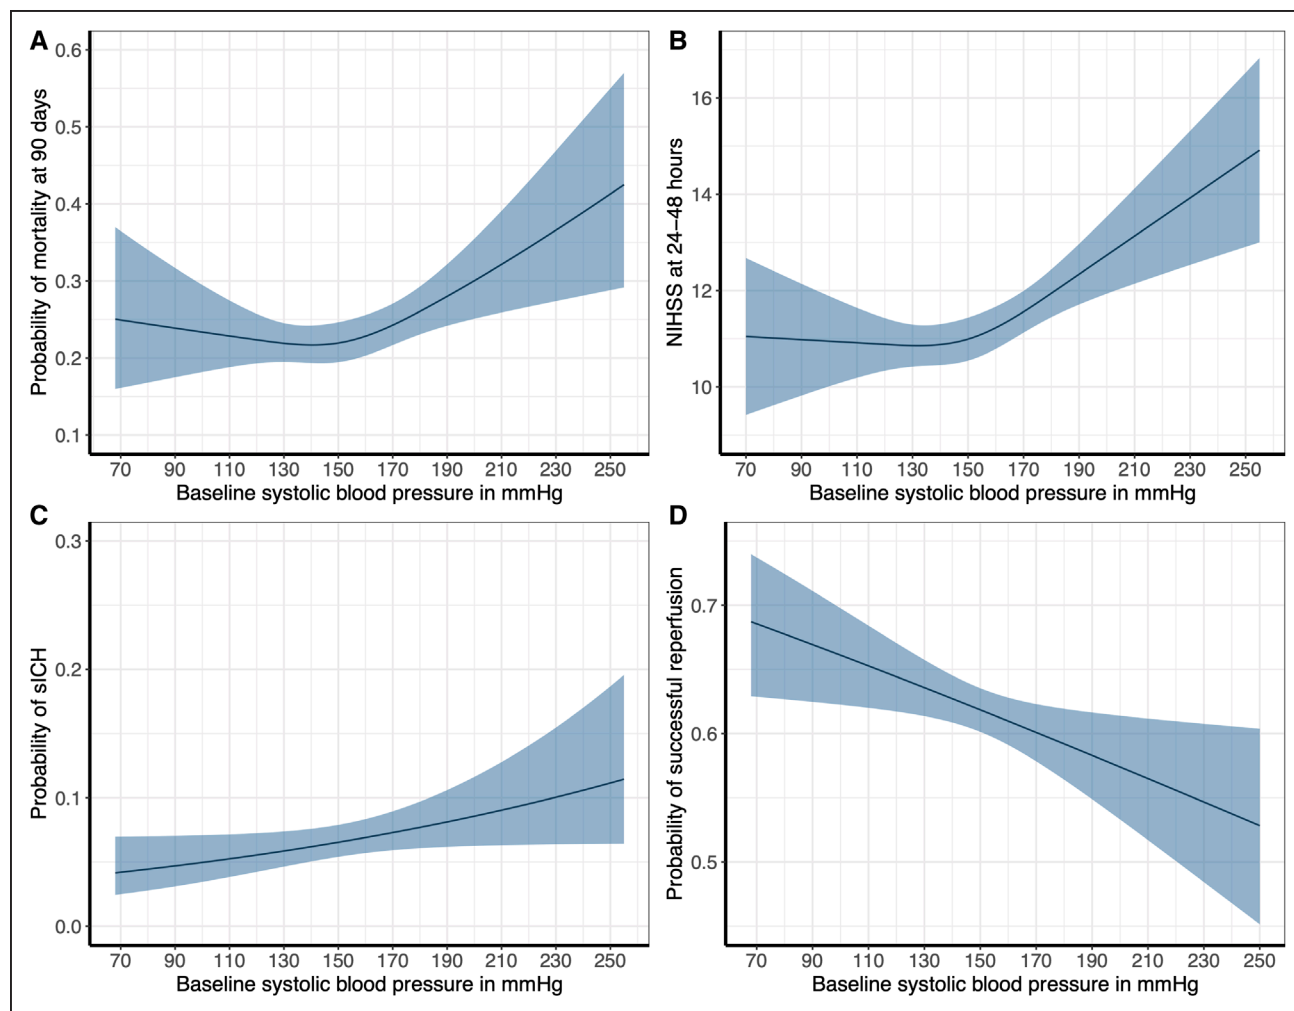 A
Probability of mortality at 90 days
0.6
0.5
0.4
0.3
0.2
0.1
70 90 110 130 150 170 190 210 230 250
Baseline systolic blood pressure in mmHg
B
NIHSS at 24–48 hours
16
14
12
10
70 90 110 130 150 170 190 210 230 250
Baseline systolic blood pressure in mmHg
C
Probability of sICH
0.3
0.2
0.1
0.0
70 90 110 130 150 170 190 210 230 250
Baseline systolic blood pressure in mmHg
D
Probability of successful reperfusion
0.7
0.6
0.5
70 90 110 130 150 170 190 210 230 250
Baseline systolic blood pressure in mmHg